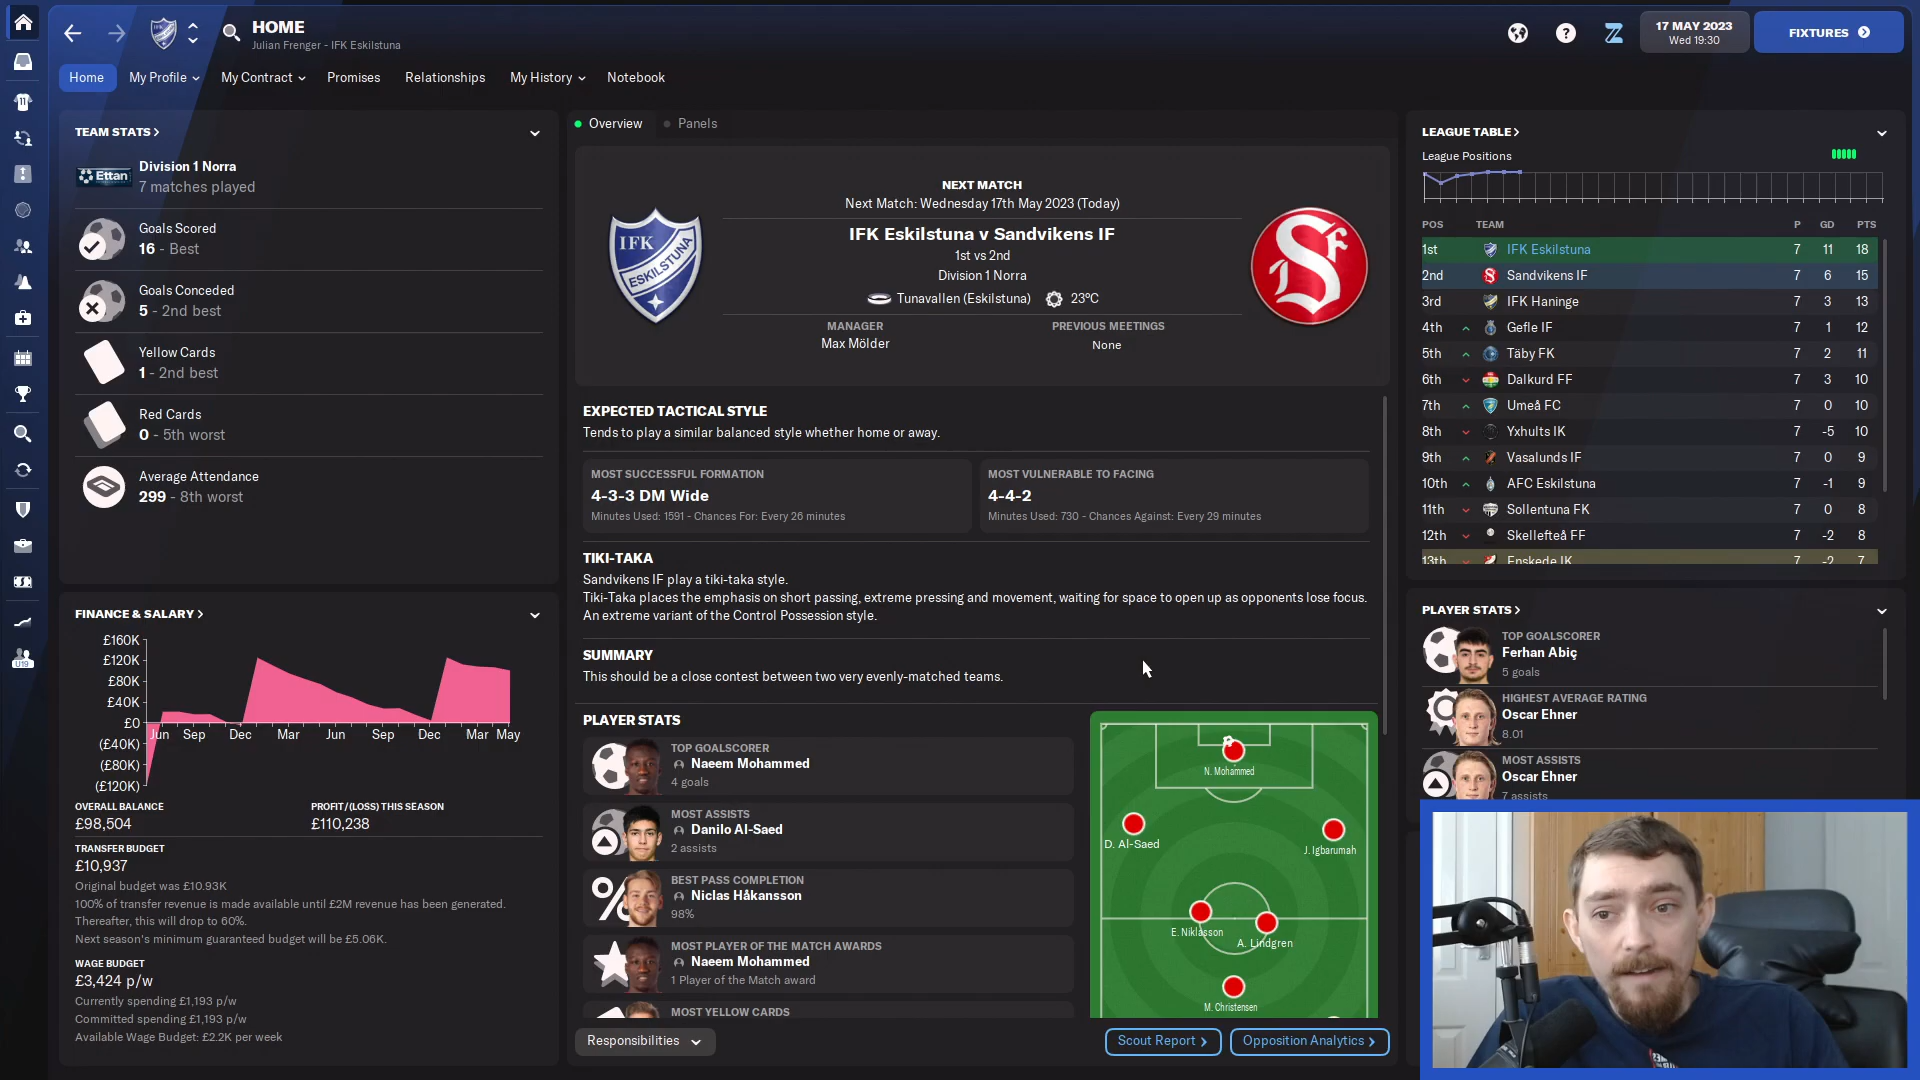 HOME
Julian Frenger - IFK Eskilstuna
17 MAY 2023
Wed 19:30
FIXTURES
Home
My Profile
My Contract
Promises
Relationships
My History
Notebook
TEAM STATS
Ettan
Division 1 Norra
7 matches played
Goals Scored
16 - Best
Goals Conceded
5 - 2nd best
Yellow Cards
1 - 2nd best
Red Cards
0 - 5th worst
Average Attendance
299 - 8th worst
FINANCE & SALARY
£160K
£120K
£80K
£40K
£0
(£40K)
(£80K)
(£120K)
Jun Sep Dec Mar Jun Sep Dec Mar May
OVERALL BALANCE
£98,504
PROFIT/(LOSS) THIS SEASON
£110,238
TRANSFER BUDGET
£10,937
Original budget was £10.93K
100% of transfer revenue is made available until £2M revenue has been generated.
Thereafter, this will drop to 60%.
Next season's minimum guaranteed budget will be £5.06K.
WAGE BUDGET
£3,424 p/w
Currently spending £1,193 p/w
Committed spending £1,193 p/w
Available Wage Budget: £2.2K per week
U19
Overview
Panels
NEXT MATCH
Next Match: Wednesday 17th May 2023 (Today)
IFK Eskilstuna v Sandvikens IF
1st vs 2nd
Division 1 Norra
Tunavallen (Eskilstuna)
23ºC
MANAGER
Max Mölder
PREVIOUS MEETINGS
None
IFK
ESKILSTUNA
SIF
EXPECTED TACTICAL STYLE
Tends to play a similar balanced style whether home or away.
MOST SUCCESSFUL FORMATION
4-3-3 DM Wide
Minutes Used: 1591 - Chances For: Every 26 minutes
MOST VULNERABLE TO FACING
4-4-2
Minutes Used: 730 - Chances Against: Every 29 minutes
TIKI-TAKA
Sandvikens IF play a tiki-taka style.
Tiki-Taka places the emphasis on short passing, extreme pressing and movement, waiting for space to open up as opponents lose focus.
An extreme variant of the Control Possession style.
SUMMARY
This should be a close contest between two very evenly-matched teams.
PLAYER STATS
TOP GOALSCORER
Naeem Mohammed
4 goals
MOST ASSISTS
Danilo Al-Saed
2 assists
BEST PASS COMPLETION
Niclas Håkansson
98%
MOST PLAYER OF THE MATCH AWARDS
Naeem Mohammed
1 Player of the Match award
MOST YELLOW CARDS
N. Mohammed
D. Al-Saed
J. Igbarumah
E. Niklasson
A. Lindgren
M. Christensen
Responsibilities
Scout Report
Opposition Analytics
LEAGUE TABLE
League Positions
POS TEAM P GD PTS
1st IFK Eskilstuna 7 11 18
2nd Sandvikens IF 7 6 15
3rd IFK Haninge 7 3 13
4th Gefle IF 7 1 12
5th Täby FK 7 2 11
6th Dalkurd FF 7 3 10
7th Umeå FC 7 0 10
8th Yxhults IK 7 -5 10
9th Vasalunds IF 7 0 9
10th AFC Eskilstuna 7 -1 9
11th Sollentuna FK 7 0 8
12th Skellefteå FF 7 -2 8
13th Enskede IK 7 -2 7
PLAYER STATS
TOP GOALSCORER
Ferhan Abiç
5 goals
HIGHEST AVERAGE RATING
Oscar Ehner
8.01
MOST ASSISTS
Oscar Ehner
7 assists